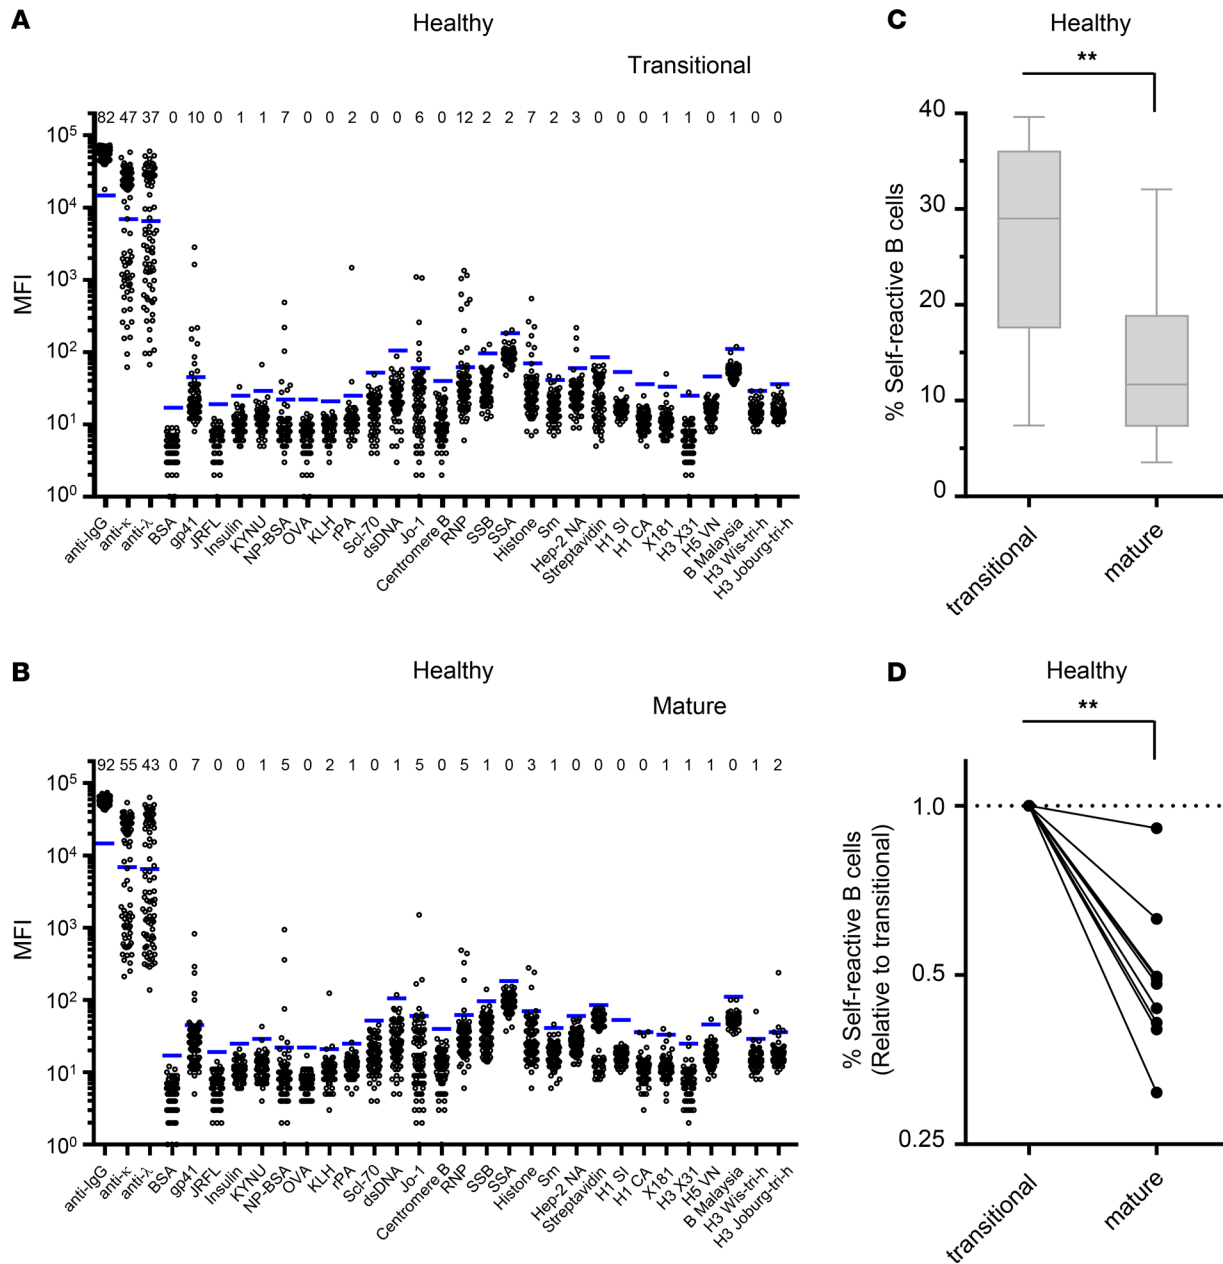 A
Healthy
Transitional
82 47 37 0 10 0 1 1 7 0 0 2 0 0 6 0 12 2 2 7 2 3 0 0 0 1 0 0 1 0 0
MFI
10⁵
10⁴
10³
10²
10¹
10⁰
anti-IgG
anti-κ
anti-λ
BSA
gp41
JRFL
Insulin
KYNU
NP-BSA
OVA
KLH
rPA
Scl-70
dsDNA
Jo-1
Centromere B
RNP
SSB
SSA
Histone
Sm
Hep-2 NA
Streptavidin
H1 SI
H1 CA
X181
H3 X31
H5 VN
B Malaysia
H3 Wis-tri-h
H3 Joburg-tri-h
B
Healthy
Mature
92 55 43 0 7 0 0 1 5 0 2 1 0 1 5 0 5 1 0 3 1 0 0 0 0 1 1 1 0 1 2
MFI
10⁵
10⁴
10³
10²
10¹
10⁰
anti-IgG
anti-κ
anti-λ
BSA
gp41
JRFL
Insulin
KYNU
NP-BSA
OVA
KLH
rPA
Scl-70
dsDNA
Jo-1
Centromere B
RNP
SSB
SSA
Histone
Sm
Hep-2 NA
Streptavidin
H1 SI
H1 CA
X181
H3 X31
H5 VN
B Malaysia
H3 Wis-tri-h
H3 Joburg-tri-h
C
Healthy
**
% Self-reactive B cells
40
30
20
10
0
transitional
mature
D
Healthy
**
% Self-reactive B cells
(Relative to transitional)
1.0
0.5
0.25
transitional
mature